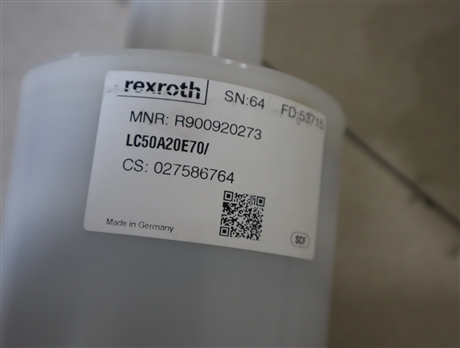 rexroth SN:64 FD:53715
MNR: R900920273
LC50A20E70/
CS: 027586764
Made in Germany
SCF